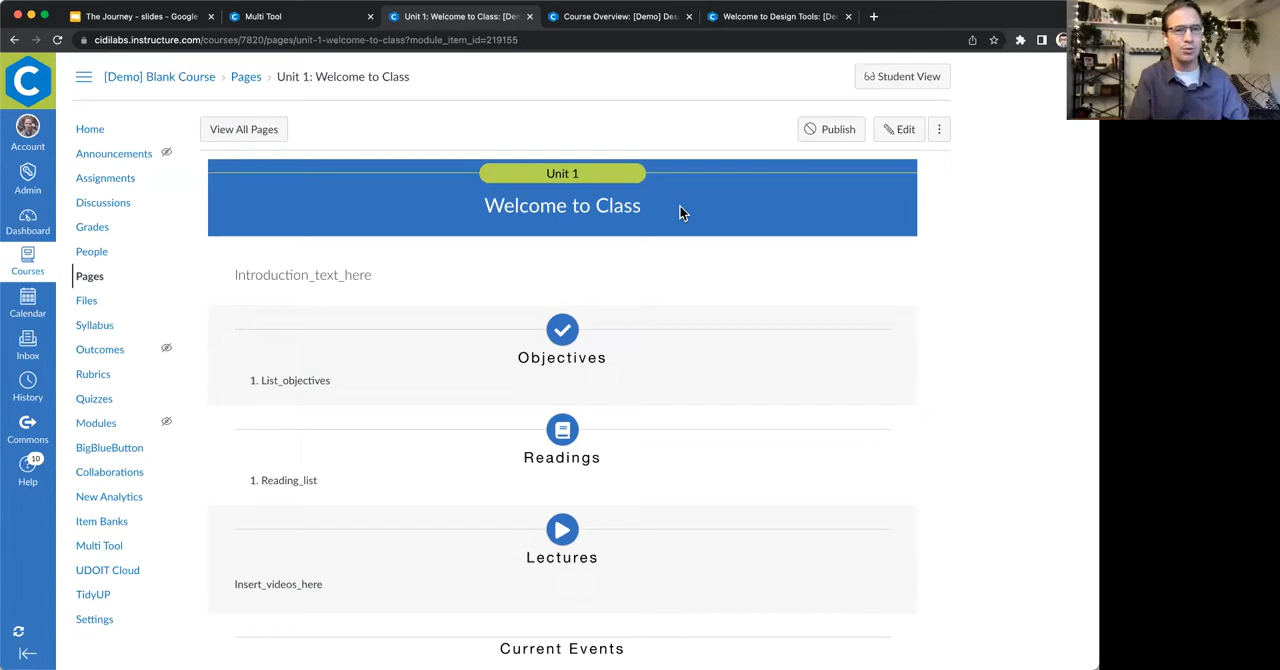 The Journey - slides - Google
Multi Tool
Unit 1: Welcome to Class: [Dem
Course Overview: [Demo] Des
Welcome to Design Tools: [De
cidilabs.instructure.com/courses/7820/pages/unit-1-welcome-to-class?module_item_id=219155
[Demo] Blank Course › Pages › Unit 1: Welcome to Class
Student View
Account
Admin
Dashboard
Courses
Calendar
Inbox
History
Commons
10
Help
Home
Announcements
Assignments
Discussions
Grades
People
Pages
Files
Syllabus
Outcomes
Rubrics
Quizzes
Modules
BigBlueButton
Collaborations
New Analytics
Item Banks
Multi Tool
UDOIT Cloud
TidyUP
Settings
View All Pages
Publish
Edit
Unit 1
Welcome to Class
Introduction_text_here
Objectives
1. List_objectives
Readings
1. Reading_list
Lectures
Insert_videos_here
Current Events